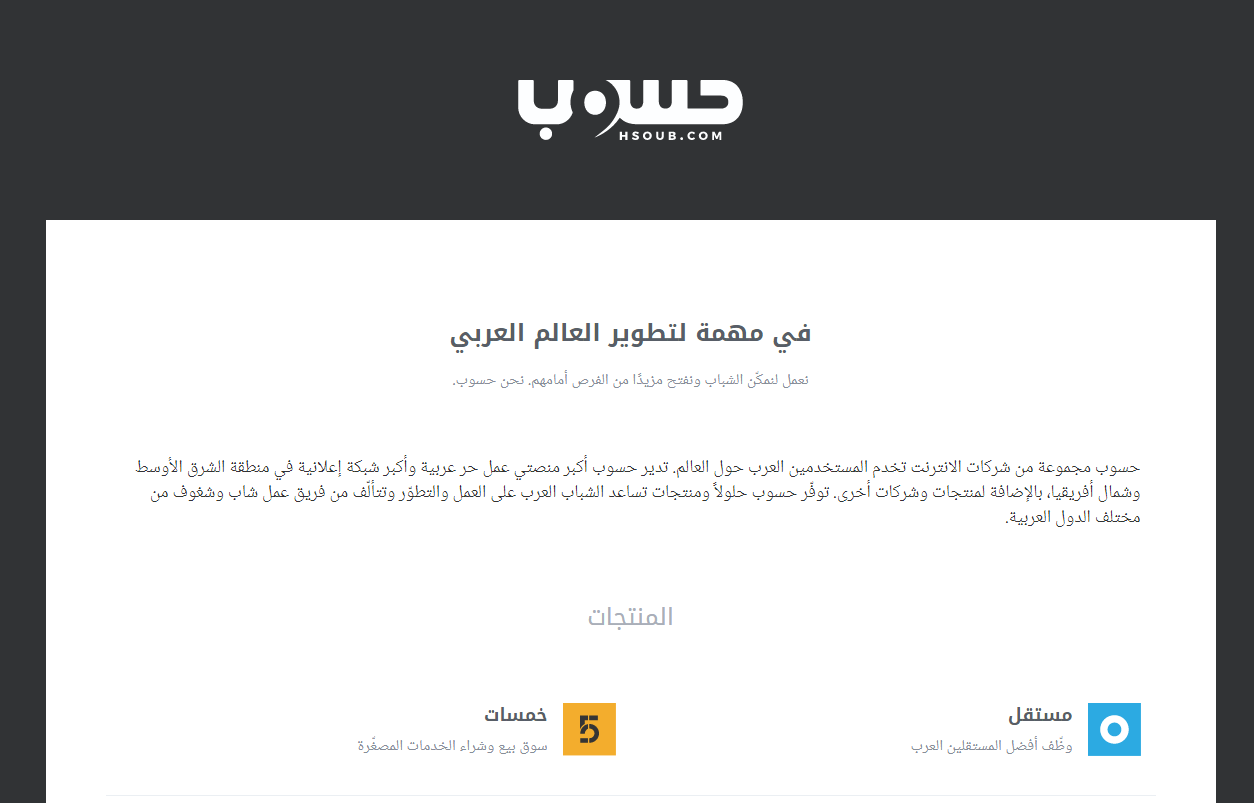 حسوب
HSOUB.COM
في مهمة لتطوير العالم العربي
نعمل لنمكّن الشباب ونفتح مزيدًا من الفرص أمامهم. نحن حسوب.
حسوب مجموعة من شركات الانترنت تخدم المستخدمين العرب حول العالم. تدير حسوب أكبر منصتي عمل حر عربية وأكبر شبكة إعلانية في منطقة الشرق الأوسط
وشمال أفريقيا، بالإضافة لمنتجات وشركات أخرى. توفّر حسوب حلولاً ومنتجات تساعد الشباب العرب على العمل والتطوّر وتتألّف من فريق عمل شاب وشغوف من
مختلف الدول العربية.
المنتجات
مستقل
وظّف أفضل المستقلين العرب
5
خمسات
سوق بيع وشراء الخدمات المصغّرة